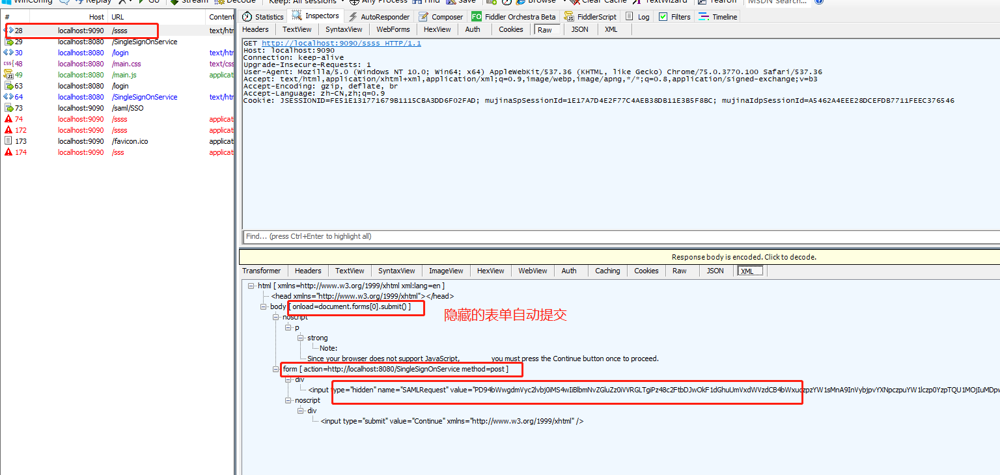 WinConfig Replay Go Stream Decode Keep: All sessions Any Process Find Save Browse Clear Cache TextWizard Tearoff MSDN Search...
# Host URL Content
28 localhost:9090 /ssss text/htm
29 localhost:8080 /SingleSignOnService
30 localhost:8080 /login text/htm
48 localhost:8080 /main.css text/css
49 localhost:8080 /main.js
63 localhost:8080 /login
64 localhost:8080 /SingleSignOnService text/htm
73 localhost:9090 /saml/SSO
74 localhost:9090 /ssss applicat
172 localhost:9090 /ssss applicat
173 localhost:9090 /favicon.ico applicat
174 localhost:9090 /sss applicat
Statistics Inspectors AutoResponder Composer FO Fiddler Orchestra Beta FiddlerScript Log Filters Timeline
Headers TextView SyntaxView WebForms HexView Auth Cookies Raw JSON XML
GET http://localhost:9090/ssss HTTP/1.1
Host: localhost:9090
Connection: keep-alive
Upgrade-Insecure-Requests: 1
User-Agent: Mozilla/5.0 (Windows NT 10.0; Win64; x64) AppleWebKit/537.36 (KHTML, like Gecko) Chrome/75.0.3770.100 Safari/537.36
Accept: text/html,application/xhtml+xml,application/xml;q=0.9,image/webp,image/apng,*/*;q=0.8,application/signed-exchange;v=b3
Accept-Encoding: gzip, deflate, br
Accept-Language: zh-CN,zh;q=0.9
Cookie: JSESSIONID=FE51E131771679B1115CBA3DD6F02FAD; mujinaSpSessionId=1E17A7D4E2F77C4AEB38DB11E3B5F8BC; mujinaIdpSessionId=A5462A4EEE28DCEFDB7711FEEC376546
Find... (press Ctrl+Enter to highlight all)
Response body is encoded. Click to decode.
Transformer Headers TextView SyntaxView ImageView HexView WebView Auth Caching Cookies Raw JSON XML
html [ xmlns=http://www.w3.org/1999/xhtml xml:lang=en ]
<head xmlns="http://www.w3.org/1999/xhtml"></head>
body [ onload=document.forms[0].submit() ]
隐藏的表单自动提交
noscript
p
strong
Note:
Since your browser does not support JavaScript, you must press the Continue button once to proceed.
form [ action=http://localhost:8080/SingleSignOnService method=post ]
div
<input type="hidden" name="SAMLRequest" value="PD94bWwgdmVyc2lvbj0iMS4wIiBlbmNvZGluZz0iVVRGLTgiPz48c2FtbDJwOkF1dGhuUmVxdWVzdCB4bWxuczpzYW1sMnA9InVybjpvYXNpczpuYW1lczp0YzpTQU1MOjIuMDpw
noscript
div
<input type="submit" value="Continue" xmlns="http://www.w3.org/1999/xhtml" />